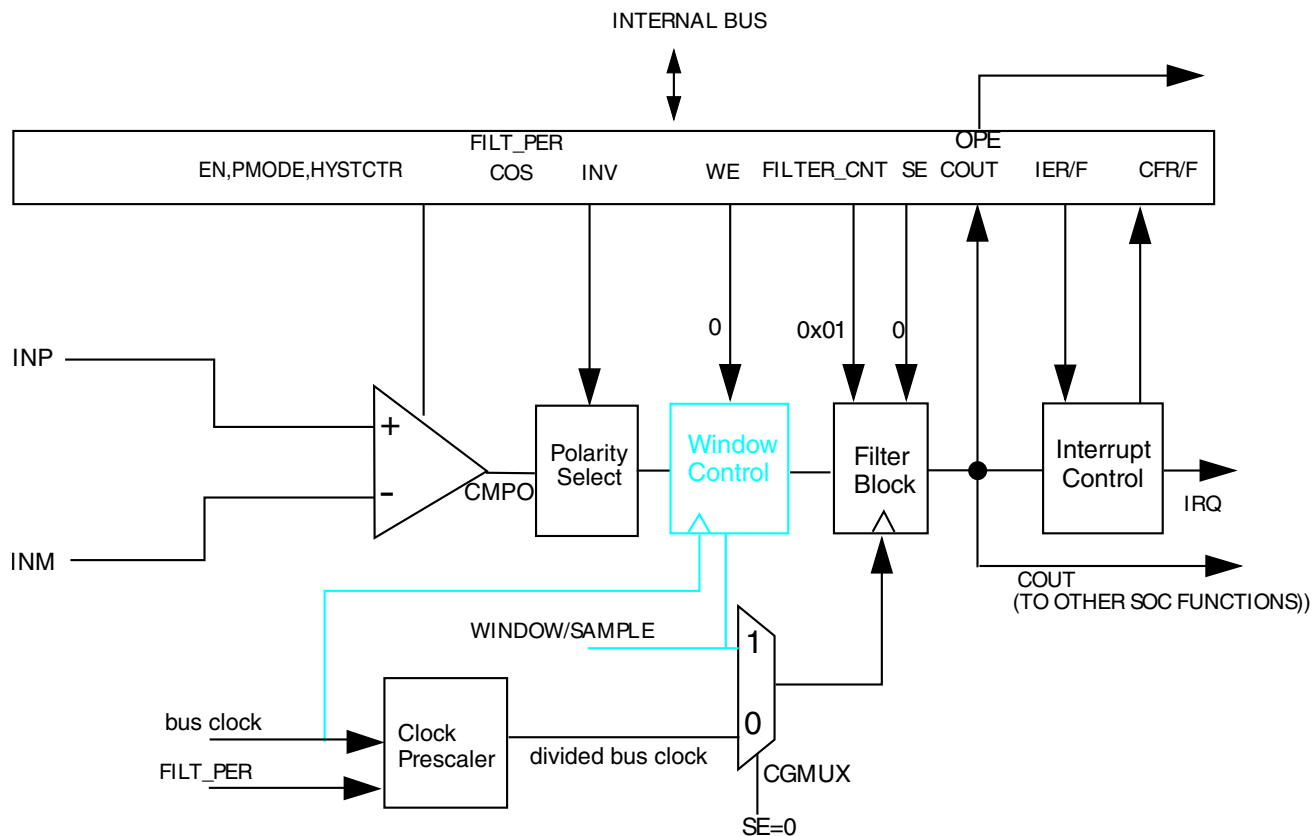 INTERNAL BUS
OPE
FILT_PER
EN,PMODE,HYSTCTR
COS
INV
WE
FILTER_CNT
SE
COUT
IER/F
CFR/F
0
0x01
0
INP
+
-
INM
CMPO
Polarity
Select
Window
Control
Filter
Block
Interrupt
Control
IRQ
COUT
(TO OTHER SOC FUNCTIONS))
WINDOW/SAMPLE
1
0
bus clock
FILT_PER
Clock
Prescaler
divided bus clock
CGMUX
SE=0